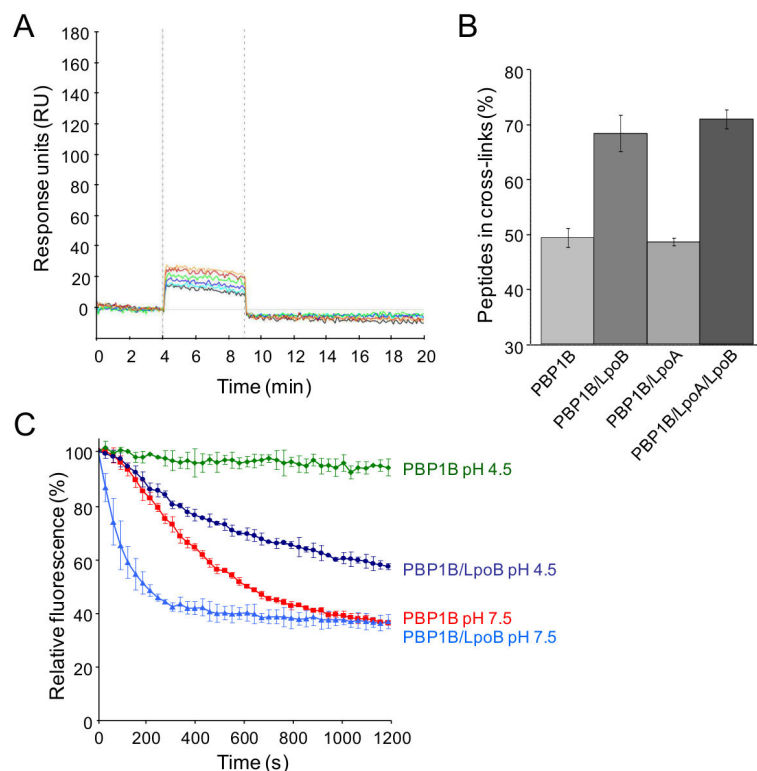 A
180
160
140
120
100
80
60
40
20
0
Response units (RU)
0 2 4 6 8 10 12 14 16 18 20
Time (min)
B
80
70
60
50
40
30
Peptides in cross-links (%)
PBP1B
PBP1B/LpoB
PBP1B/LpoA
PBP1B/LpoA/LpoB
C
100
80
60
40
20
0
Relative fluorescence (%)
0 200 400 600 800 1000 1200
Time (s)
PBP1B pH 4.5
PBP1B/LpoB pH 4.5
PBP1B pH 7.5
PBP1B/LpoB pH 7.5